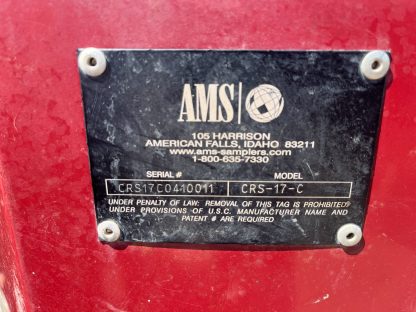 AMS
105 HARRISON
AMERICAN FALLS, IDAHO 83211
www.ams-samplers.com
1-800-635-7330
SERIAL # MODEL
CRS17C0410011 CRS-17-C
UNDER PENALTY OF LAW: REMOVAL OF THIS TAG IS PROHIBITED
UNDER PROVISIONS OF U.S.C. MANUFACTURER NAME AND
PATENT # ARE REQUIRED